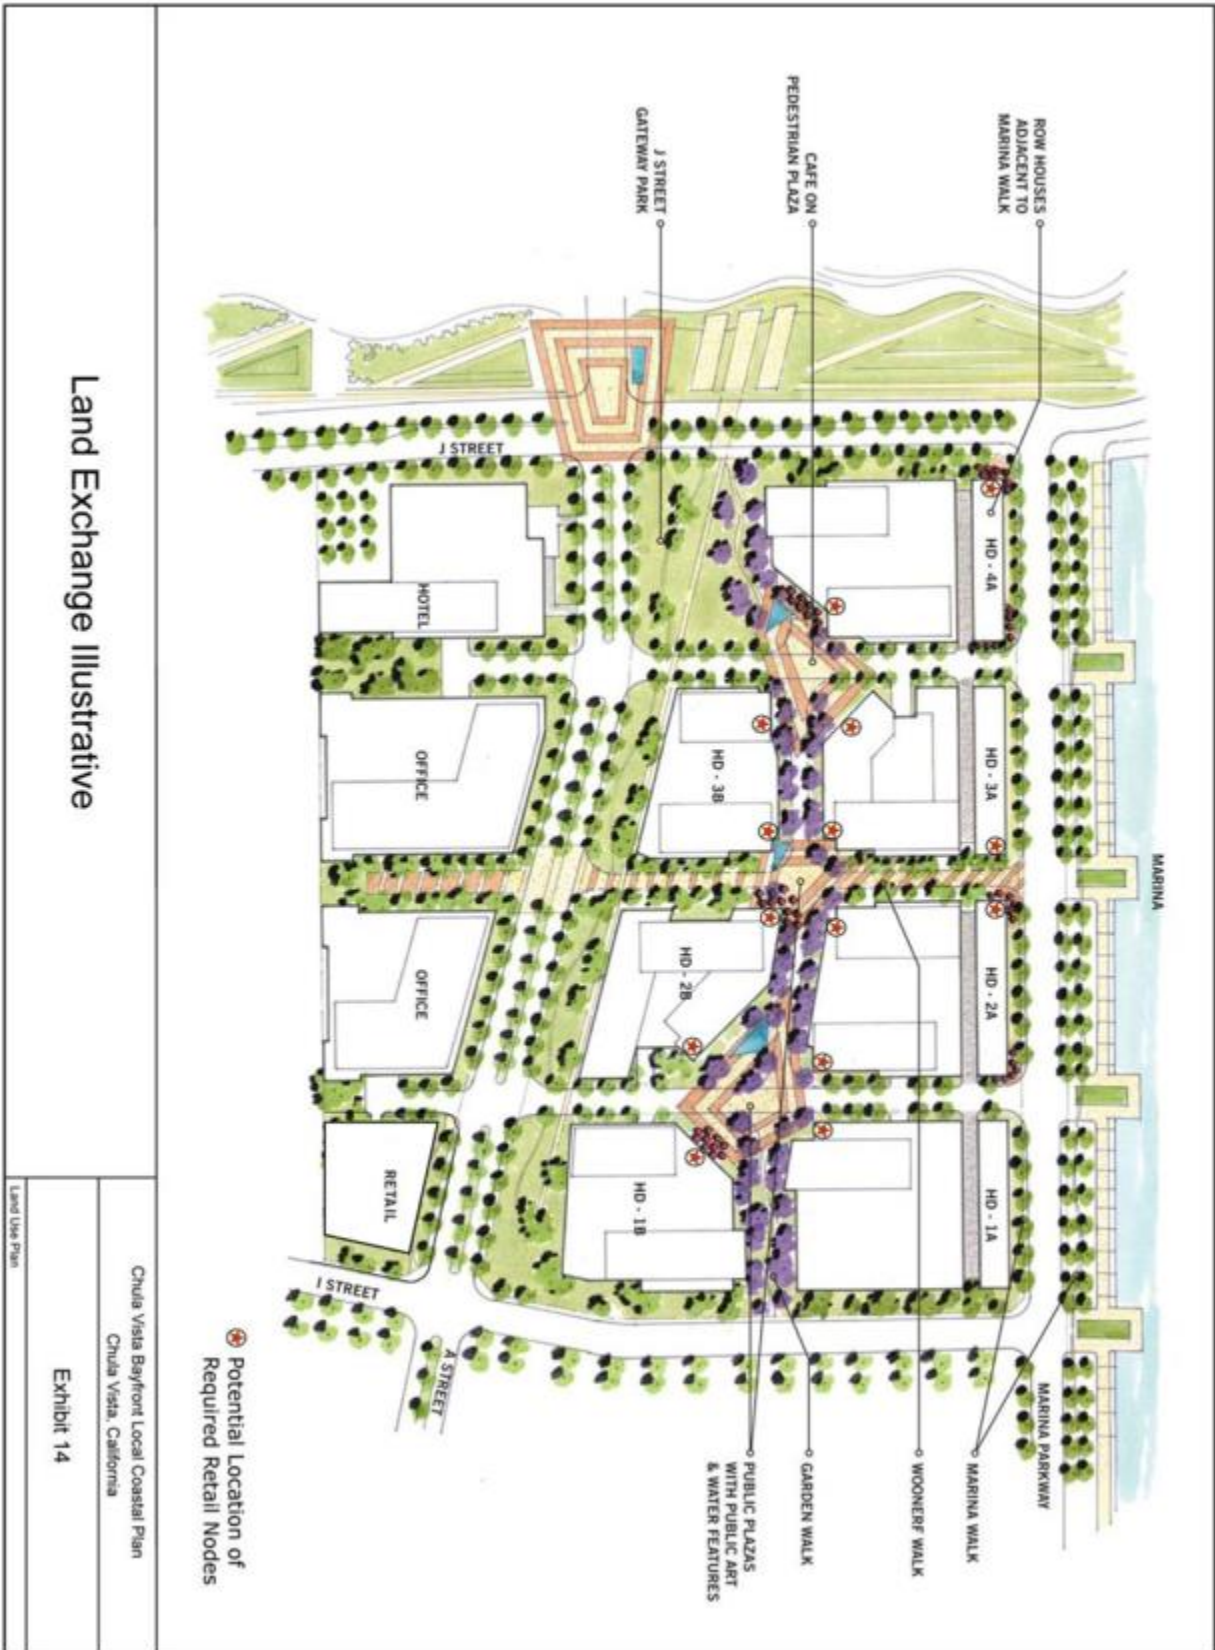 ROW HOUSES
ADJACENT TO
MARINA WALK
CAFE ON
PEDESTRIAN PLAZA
J STREET
GATEWAY PARK
MARINA
HD - 4A
HD - 3A
HD - 2A
HD - 1A
HD - 3B
HD - 2B
HD - 1B
J STREET
HOTEL
OFFICE
OFFICE
RETAIL
I STREET
A STREET
MARINA PARKWAY
MARINA WALK
WOONERF WALK
GARDEN WALK
PUBLIC PLAZAS
WITH PUBLIC ART
& WATER FEATURES
Potential Location of
Required Retail Nodes
Land Exchange Illustrative
Chula Vista Bayfront Local Coastal Plan
Chula Vista, California
Exhibit 14
Land Use Plan